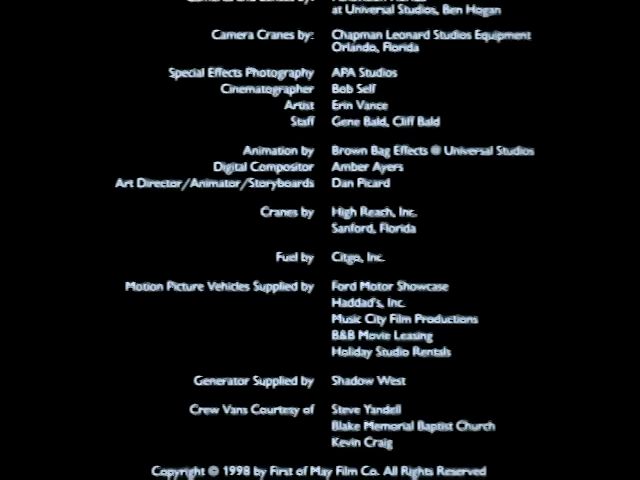 at Universal Studios, Ben Hogan
Camera Cranes by: Chapman Leonard Studios Equipment
Orlando, Florida
Special Effects Photography APA Studios
Cinematographer Bob Self
Artist Erin Vance
Staff Gene Bald, Cliff Bald
Animation by Brown Bag Effects @ Universal Studios
Digital Compositor Amber Ayers
Art Director/Animator/Storyboards Dan Picard
Cranes by High Reach, Inc.
Sanford, Florida
Fuel by Citgo, Inc.
Motion Picture Vehicles Supplied by Ford Motor Showcase
Haddad's, Inc.
Music City Film Productions
B&B Movie Leasing
Holiday Studio Rentals
Generator Supplied by Shadow West
Crew Vans Courtesy of Steve Yandell
Blake Memorial Baptist Church
Kevin Craig
Copyright © 1998 by First of May Film Co. All Rights Reserved